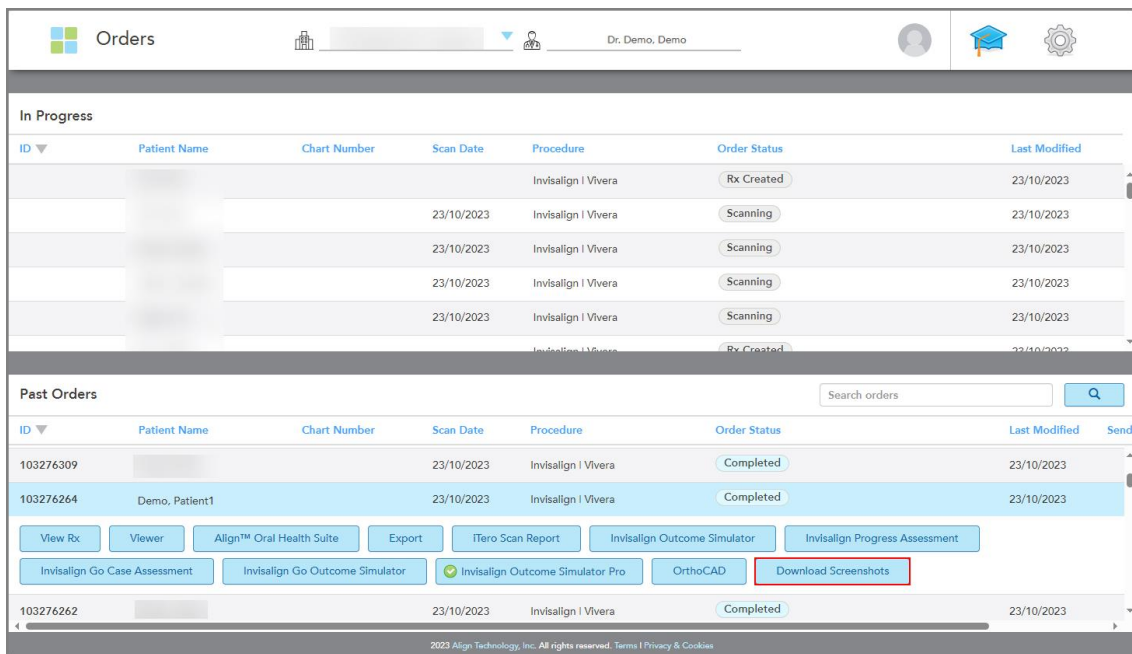 Orders Dr. Demo, Demo
In Progress
ID Patient Name Chart Number Scan Date Procedure Order Status Last Modified
Invisalign | Vivera Rx Created 23/10/2023
23/10/2023 Invisalign | Vivera Scanning 23/10/2023
23/10/2023 Invisalign | Vivera Scanning 23/10/2023
23/10/2023 Invisalign | Vivera Scanning 23/10/2023
23/10/2023 Invisalign | Vivera Scanning 23/10/2023
Invisalign | Vivera Rx Created 23/10/2023
Past Orders Search orders
ID Patient Name Chart Number Scan Date Procedure Order Status Last Modified Send
103276309 23/10/2023 Invisalign | Vivera Completed 23/10/2023
103276264 Demo, Patient1 23/10/2023 Invisalign | Vivera Completed 23/10/2023
View Rx Viewer Align™ Oral Health Suite Export iTero Scan Report Invisalign Outcome Simulator Invisalign Progress Assessment
Invisalign Go Case Assessment Invisalign Go Outcome Simulator Invisalign Outcome Simulator Pro OrthoCAD Download Screenshots
103276262 23/10/2023 Invisalign | Vivera Completed 23/10/2023
2023 Align Technology, Inc. All rights reserved. Terms | Privacy & Cookies